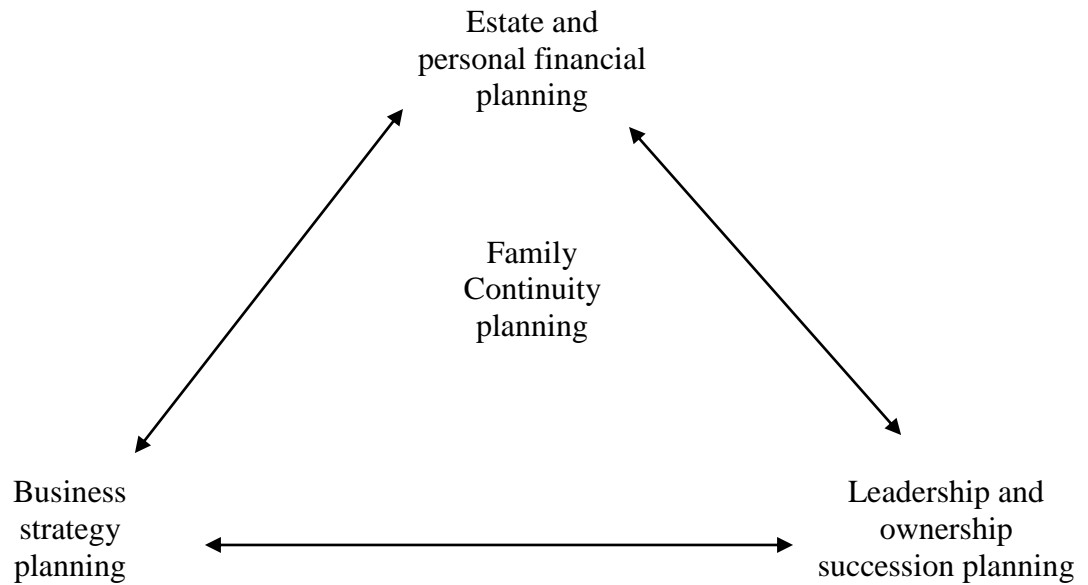 Estate and
personal financial
planning
Family
Continuity
planning
Business
strategy
planning
Leadership and
ownership
succession planning